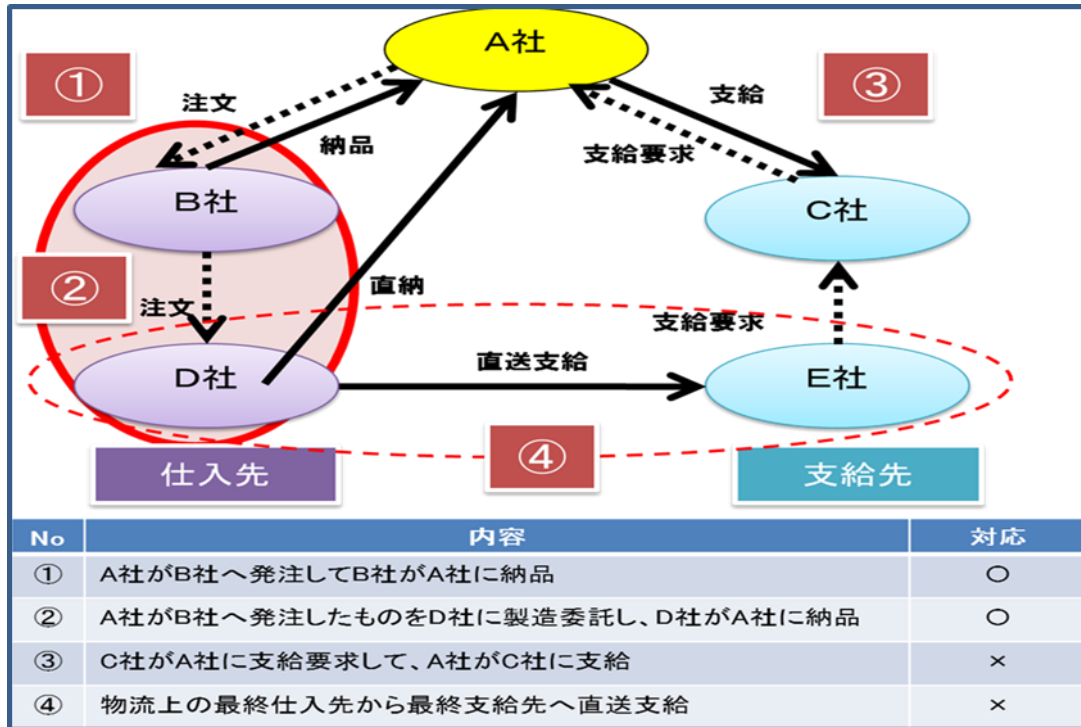 A社
①
③
注文
支給
納品
支給要求
B社
C社
②
直納
注文
支給要求
D社
直送支給
E社
④
仕入先
支給先
No 内容 対応
① A社がB社へ発注してB社がA社に納品 ○
② A社がB社へ発注したものをD社に製造委託し、D社がA社に納品 ○
③ C社がA社に支給要求して、A社がC社に支給 ×
④ 物流上の最終仕入先から最終支給先へ直送支給 ×